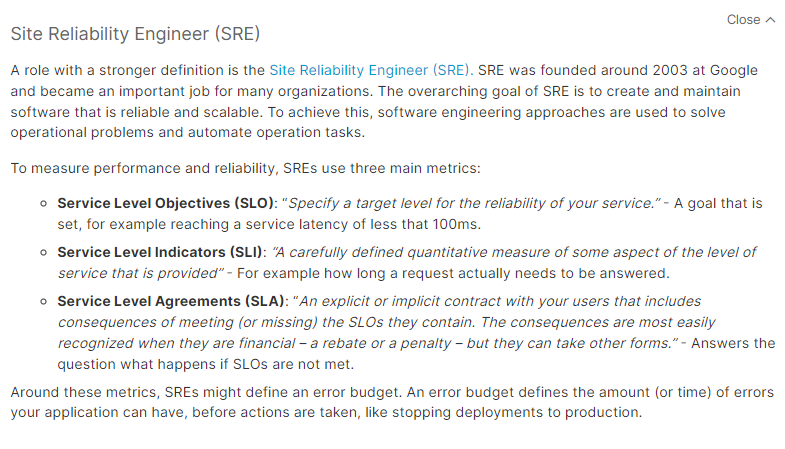 Close
Site Reliability Engineer (SRE)
A role with a stronger definition is the Site Reliability Engineer (SRE). SRE was founded around 2003 at Google
and became an important job for many organizations. The overarching goal of SRE is to create and maintain
software that is reliable and scalable. To achieve this, software engineering approaches are used to solve
operational problems and automate operation tasks.
To measure performance and reliability, SREs use three main metrics:
Service Level Objectives (SLO): “Specify a target level for the reliability of your service.” - A goal that is
set, for example reaching a service latency of less that 100ms.
Service Level Indicators (SLI): “A carefully defined quantitative measure of some aspect of the level of
service that is provided” - For example how long a request actually needs to be answered.
Service Level Agreements (SLA): “An explicit or implicit contract with your users that includes
consequences of meeting (or missing) the SLOs they contain. The consequences are most easily
recognized when they are financial – a rebate or a penalty – but they can take other forms.” - Answers the
question what happens if SLOs are not met.
Around these metrics, SREs might define an error budget. An error budget defines the amount (or time) of errors
your application can have, before actions are taken, like stopping deployments to production.